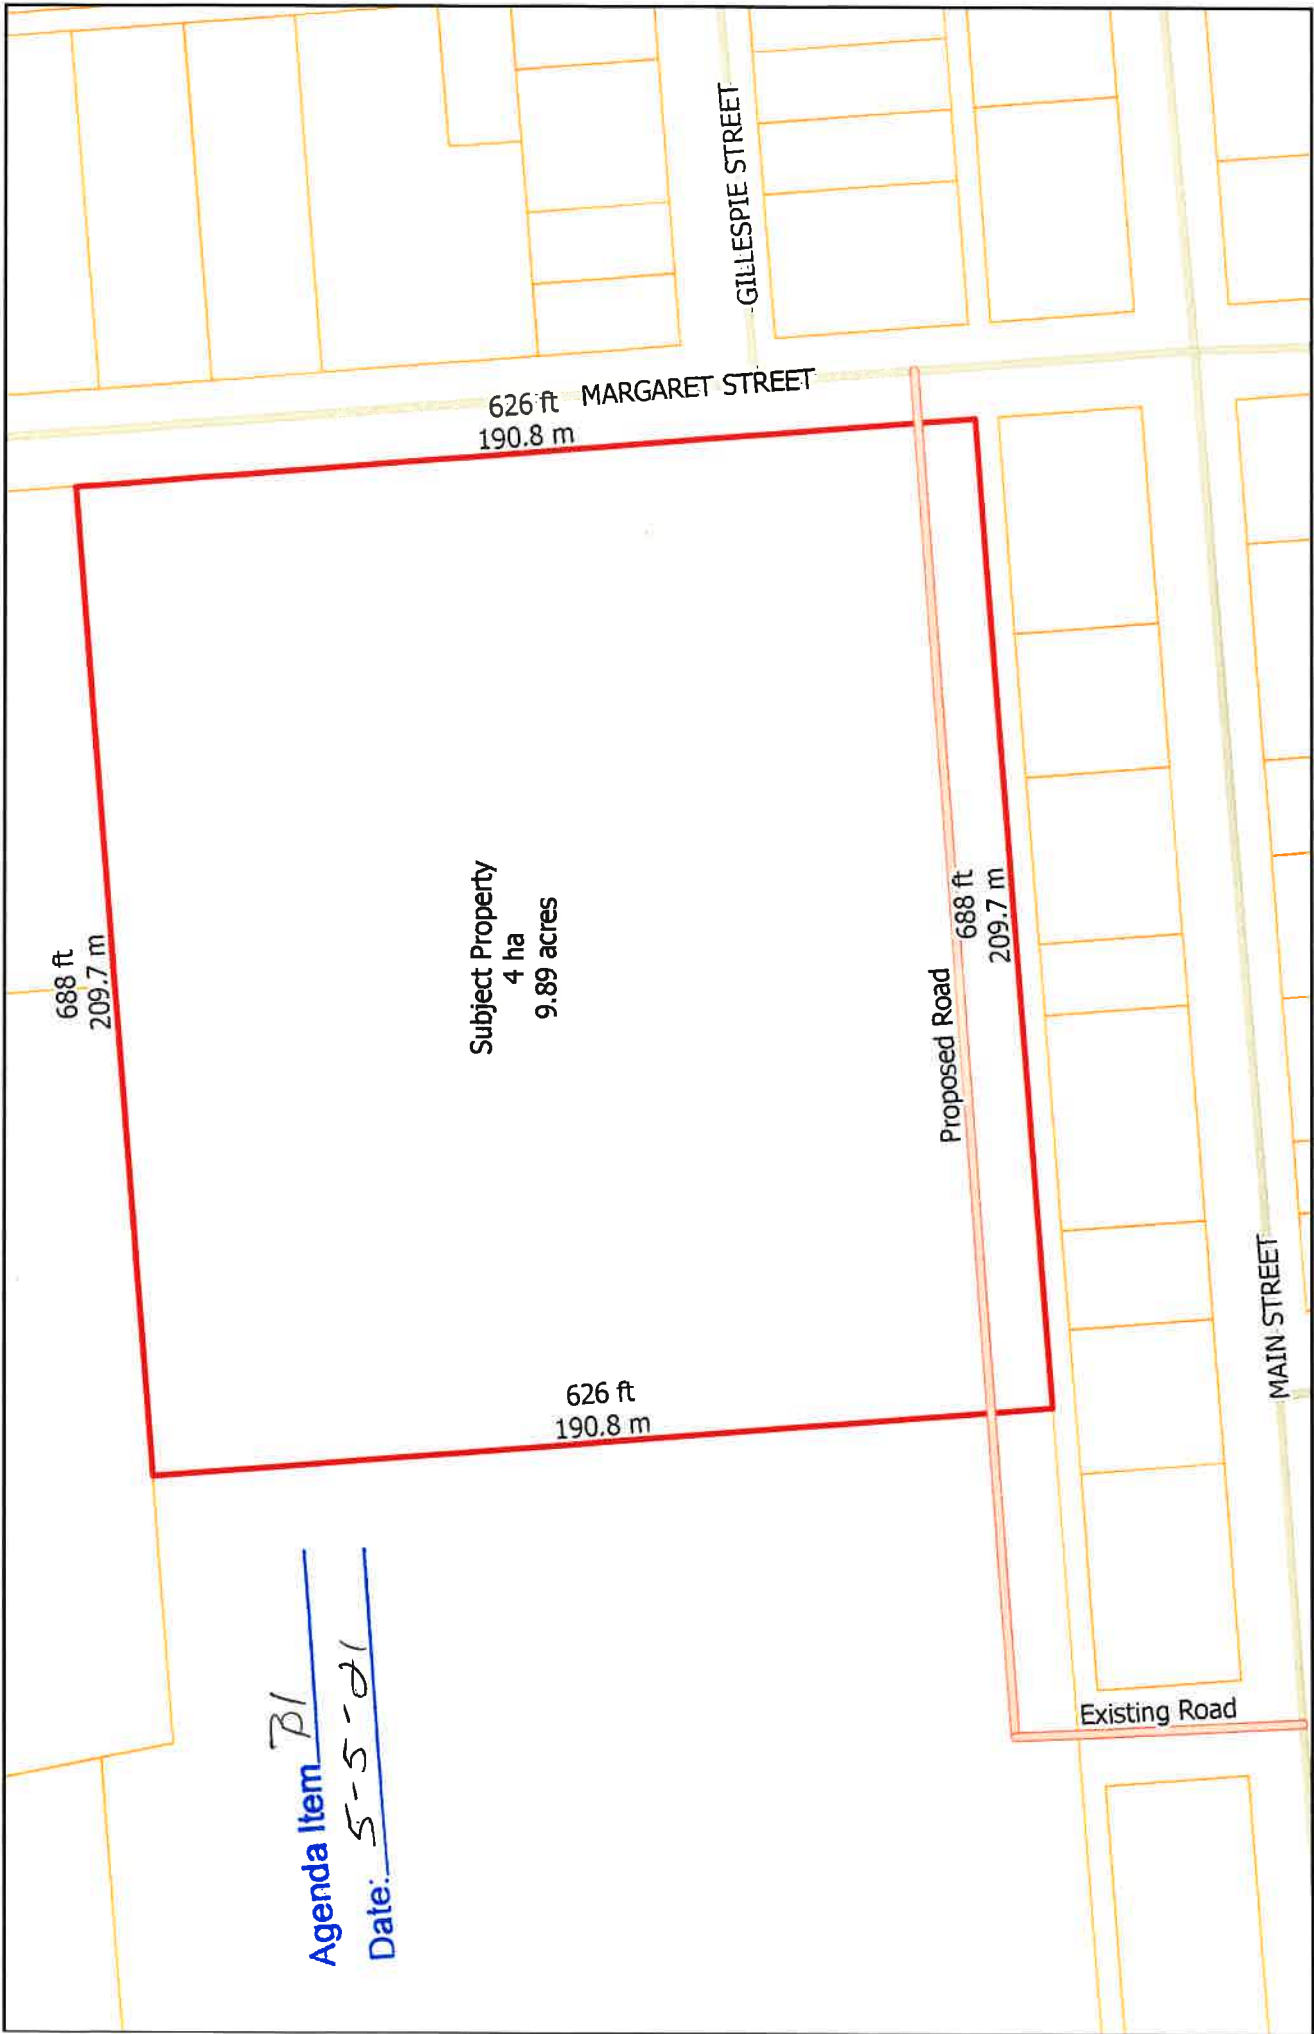 688 ft
209.7 m
626 ft
190.8 m
MARGARET STREET
GILLESPIE STREET
Subject Property
4 ha
9.89 acres
626 ft
190.8 m
Proposed Road
688 ft
209.7 m
Existing Road
MAIN STREET
Agenda Item B1
Date: 5-5-21